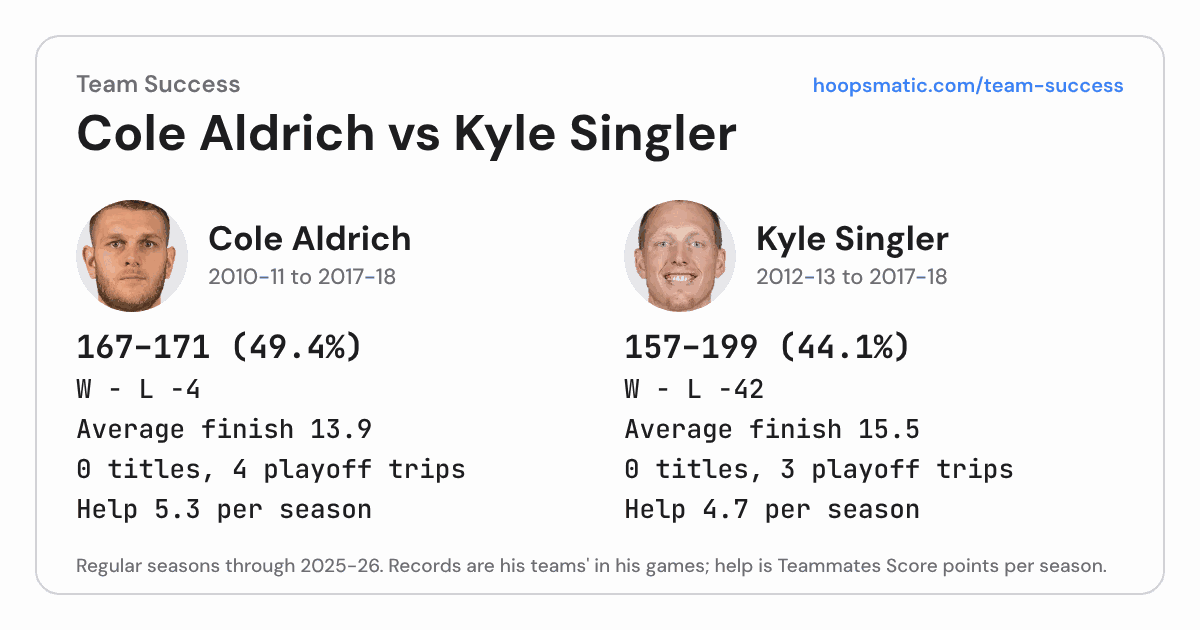 Team Success
hoopsmatic.com/team-success
Cole Aldrich vs Kyle Singler
Cole Aldrich
2010-11 to 2017-18
167-171 (49.4%)
W - L -4
Average finish 13.9
0 titles, 4 playoff trips
Help 5.3 per season
Kyle Singler
2012-13 to 2017-18
157-199 (44.1%)
W - L -42
Average finish 15.5
0 titles, 3 playoff trips
Help 4.7 per season
Regular seasons through 2025-26. Records are his teams' in his games; help is Teammates Score points per season.